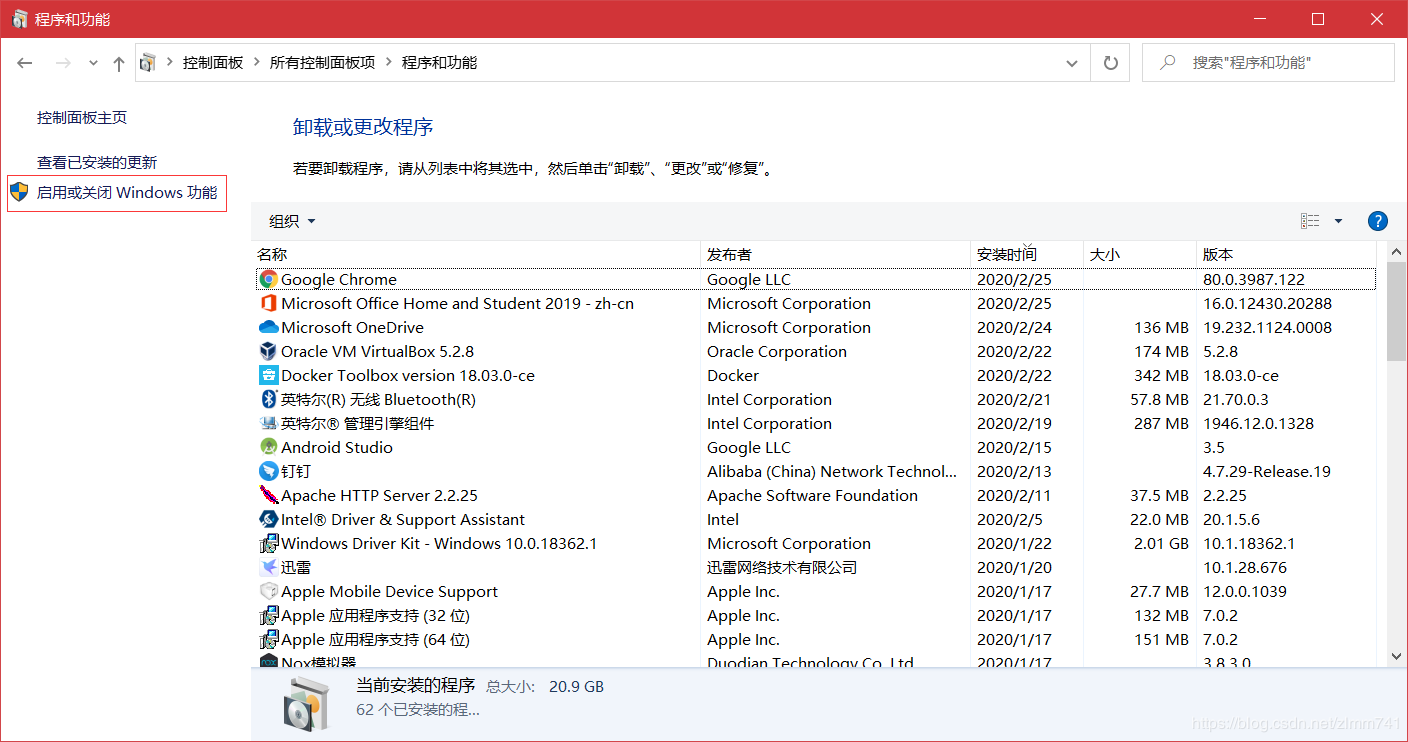 程序和功能
控制面板 所有控制面板项 程序和功能 搜索"程序和功能"
控制面板主页
查看已安装的更新
启用或关闭 Windows 功能
卸载或更改程序
若要卸载程序，请从列表中将其选中，然后单击“卸载”、“更改”或“修复”。
组织
名称 发布者 安装时间 大小 版本
Google Chrome Google LLC 2020/2/25 80.0.3987.122
Microsoft Office Home and Student 2019 - zh-cn Microsoft Corporation 2020/2/25 16.0.12430.20288
Microsoft OneDrive Microsoft Corporation 2020/2/24 136 MB 19.232.1124.0008
Oracle VM VirtualBox 5.2.8 Oracle Corporation 2020/2/22 174 MB 5.2.8
Docker Toolbox version 18.03.0-ce Docker 2020/2/22 342 MB 18.03.0-ce
英特尔(R) 无线 Bluetooth(R) Intel Corporation 2020/2/21 57.8 MB 21.70.0.3
英特尔® 管理引擎组件 Intel Corporation 2020/2/19 287 MB 1946.12.0.1328
Android Studio Google LLC 2020/2/15 3.5
钉钉 Alibaba (China) Network Technol... 2020/2/13 4.7.29-Release.19
Apache HTTP Server 2.2.25 Apache Software Foundation 2020/2/11 37.5 MB 2.2.25
Intel® Driver & Support Assistant Intel 2020/2/5 22.0 MB 20.1.5.6
Windows Driver Kit - Windows 10.0.18362.1 Microsoft Corporation 2020/1/22 2.01 GB 10.1.18362.1
迅雷 迅雷网络技术有限公司 2020/1/20 10.1.28.676
Apple Mobile Device Support Apple Inc. 2020/1/17 27.7 MB 12.0.0.1039
Apple 应用程序支持 (32 位) Apple Inc. 2020/1/17 132 MB 7.0.2
Apple 应用程序支持 (64 位) Apple Inc. 2020/1/17 151 MB 7.0.2
Nox模拟器 Duodian Technology Co. Ltd. 2020/1/17 3.8.3.0
当前安装的程序 总大小: 20.9 GB
62 个已安装的程...
https://blog.csdn.net/zlmm741